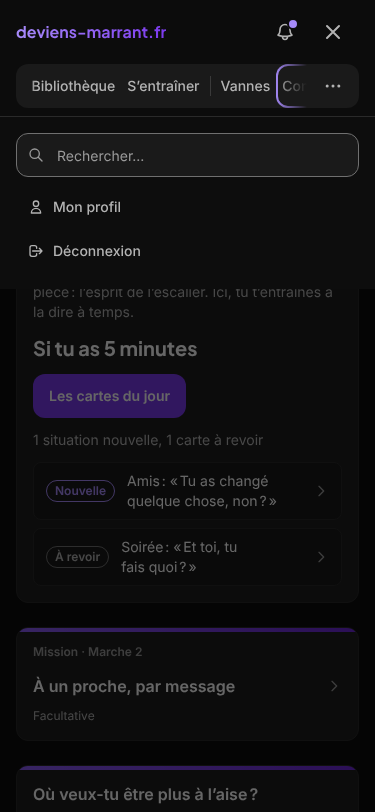 deviens-marrant.fr
Bibliothèque S’entraîner Vannes
Rechercher...
Mon profil
Déconnexion
pièce : l’esprit de l’escalier. Ici, tu t’entraînes à
la dire à temps.
Si tu as 5 minutes
Les cartes du jour
1 situation nouvelle, 1 carte à revoir
Nouvelle
Amis : « Tu as changé
quelque chose, non ? »
À revoir
Soirée : « Et toi, tu
fais quoi ? »
Mission · Marche 2
À un proche, par message
Facultative
Où veux-tu être plus à l’aise ?